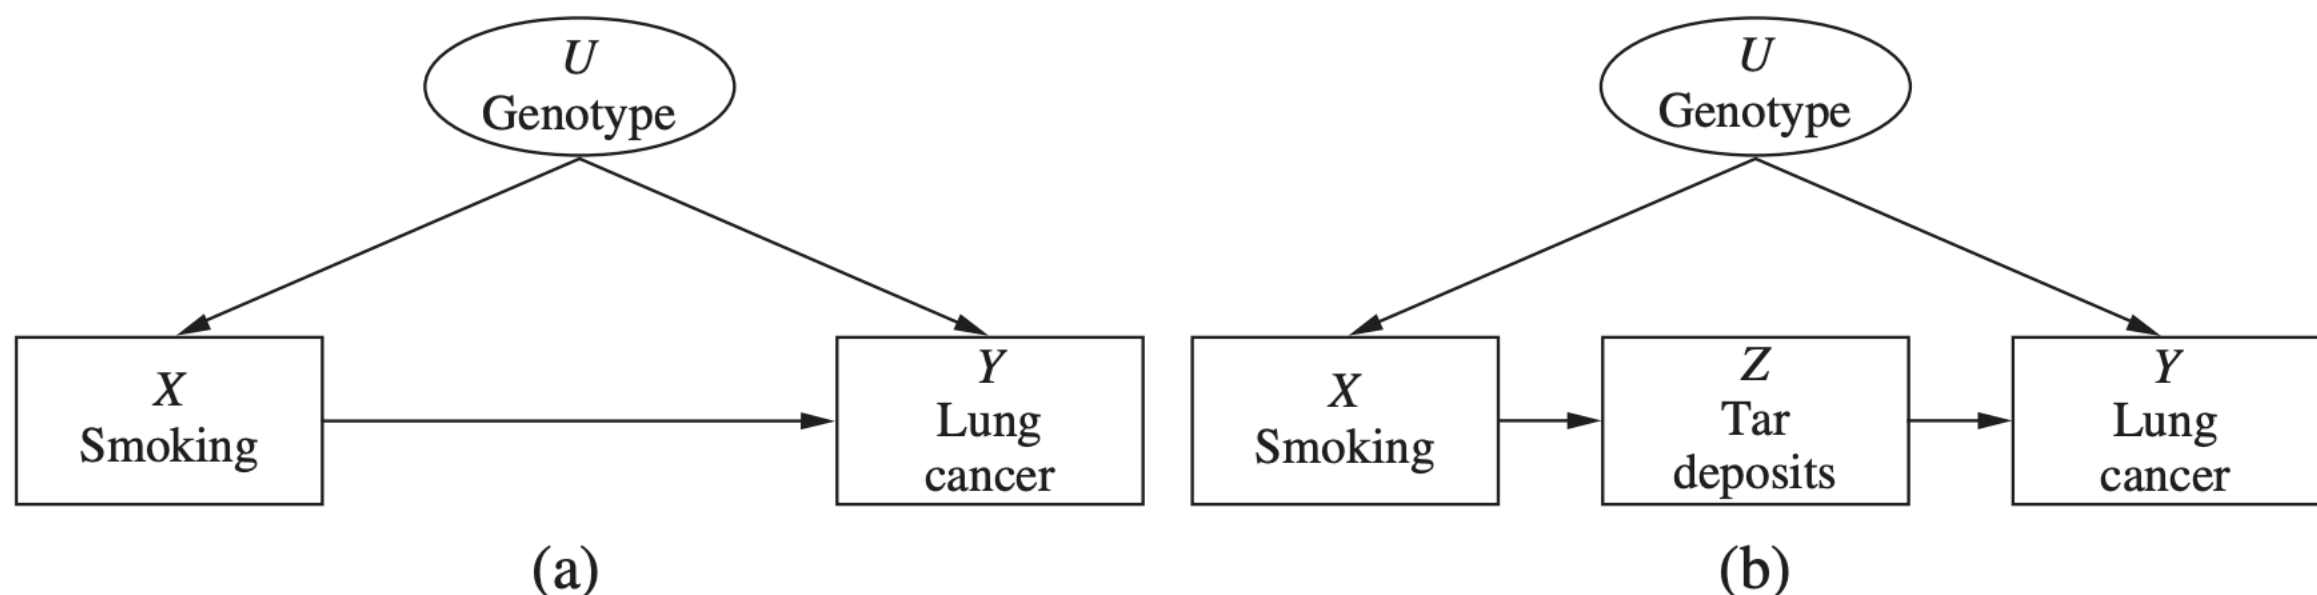 U
Genotype
X
Smoking
Y
Lung
cancer
(a)
U
Genotype
X
Smoking
Z
Tar
deposits
Y
Lung
cancer
(b)